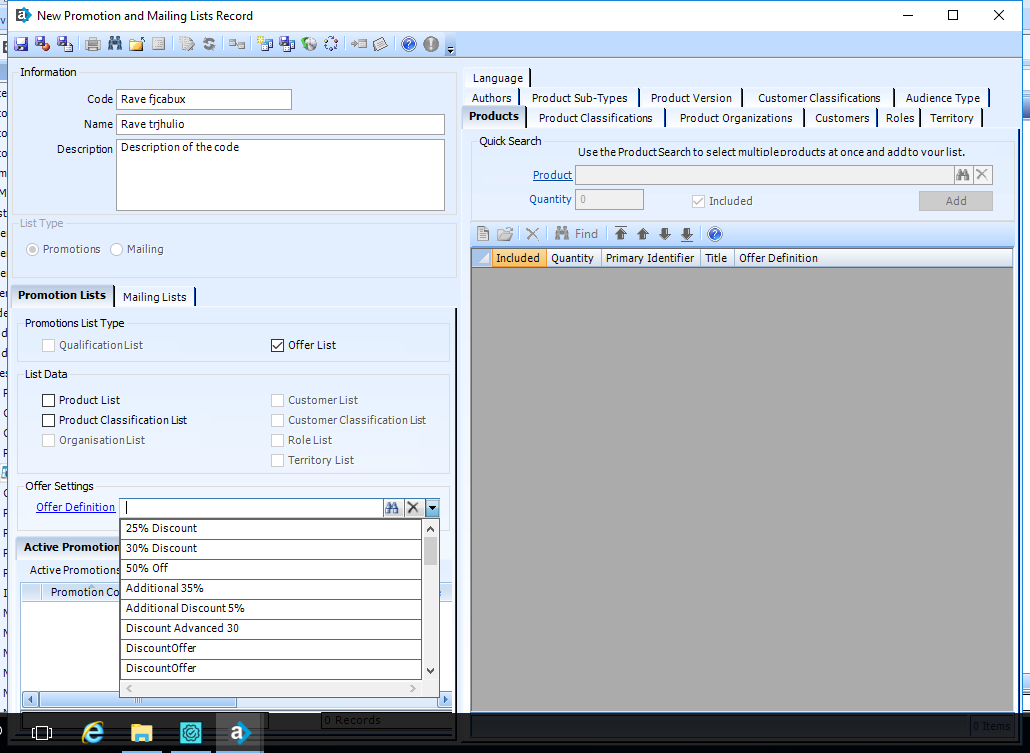 New Promotion and Mailing Lists Record
Information
Code Rave fjcabux
Name Rave trjhulio
Description Description of the code
List Type
Promotions Mailing
Promotion Lists Mailing Lists
Promotions List Type
Qualification List Offer List
List Data
Product List Customer List
Product Classification List Customer Classification List
Organisation List Role List
Territory List
Offer Settings
Offer Definition
25% Discount
30% Discount
50% Off
Additional 35%
Additional Discount 5%
Discount Advanced 30
DiscountOffer
DiscountOffer
Active Promotion
Active Promotions
Promotion Co
0 Records
Language
Authors Product Sub-Types Product Version Customer Classifications Audience Type
Products Product Classifications Product Organizations Customers Roles Territory
Quick Search
Use the Product Search to select multiple products at once and add to your list.
Product
Quantity 0 Included Add
Find
Included Quantity Primary Identifier Title Offer Definition
0 Items